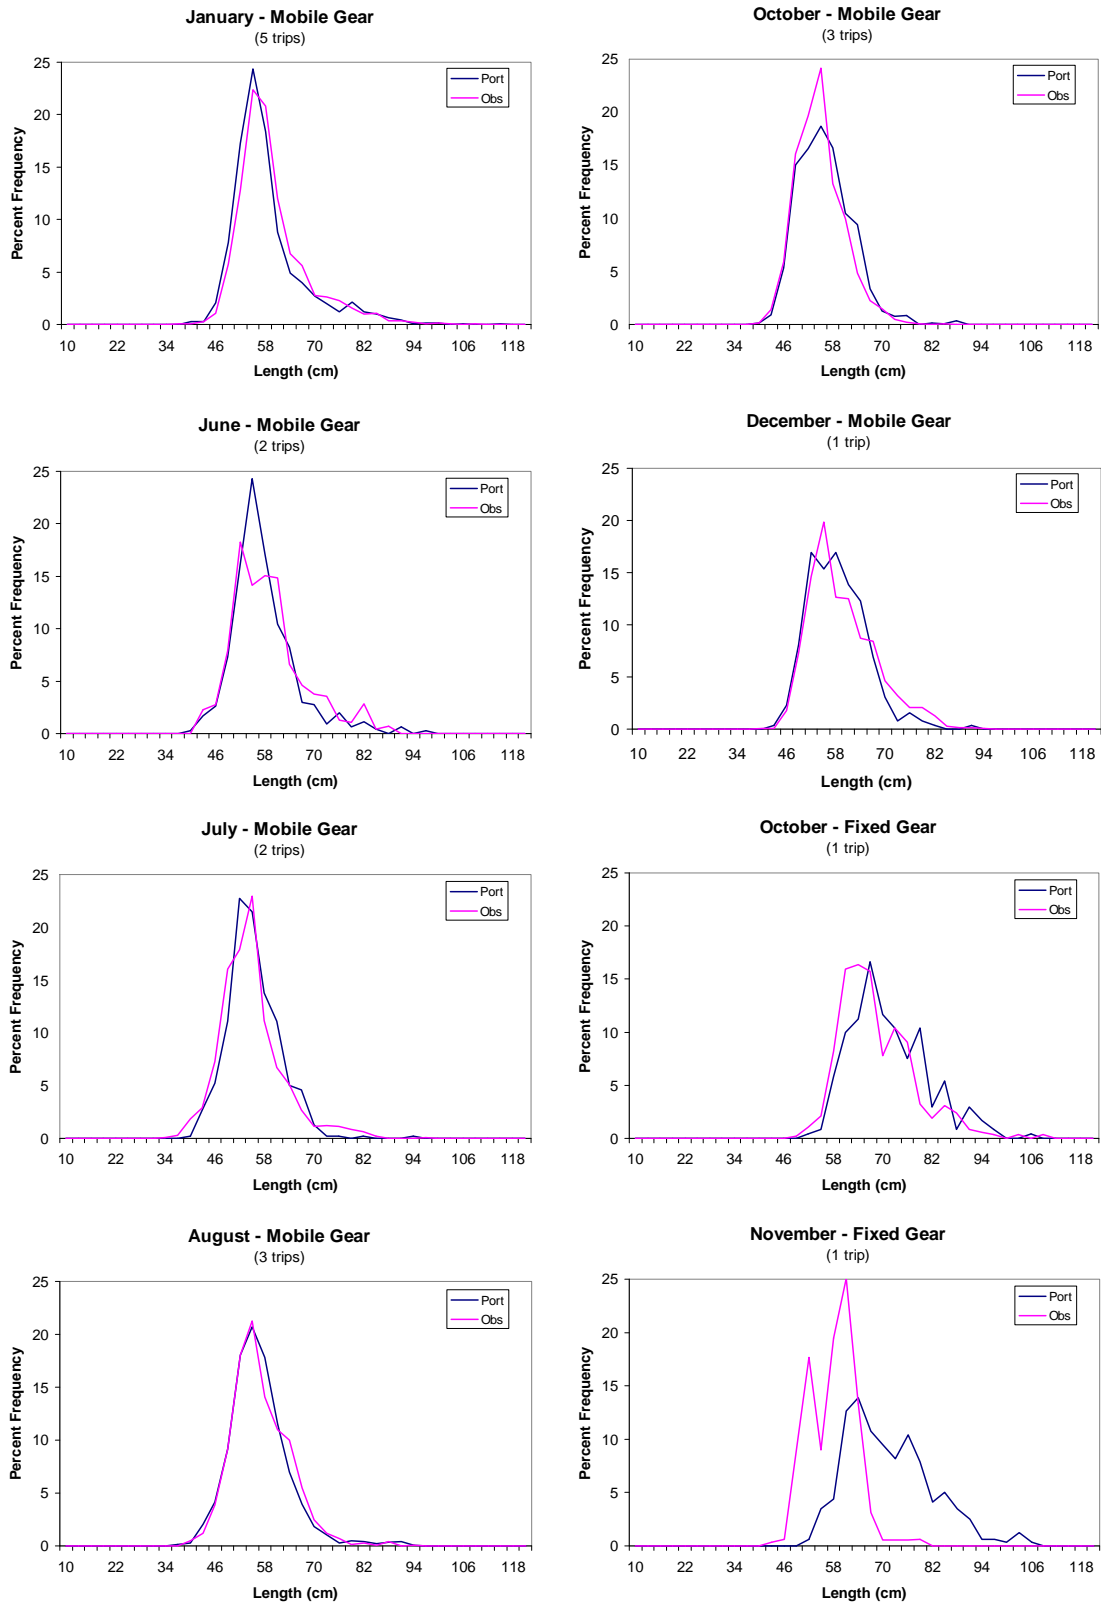 January - Mobile Gear
(5 trips)
25
20
15
10
5
0
Percent Frequency
Port
Obs
10 22 34 46 58 70 82 94 106 118
Length (cm)
October - Mobile Gear
(3 trips)
25
20
15
10
5
0
Percent Frequency
Port
Obs
10 22 34 46 58 70 82 94 106 118
Length (cm)
June - Mobile Gear
(2 trips)
25
20
15
10
5
0
Percent Frequency
Port
Obs
10 22 34 46 58 70 82 94 106 118
Length (cm)
December - Mobile Gear
(1 trip)
25
20
15
10
5
0
Percent Frequency
Port
Obs
10 22 34 46 58 70 82 94 106 118
Length (cm)
July - Mobile Gear
(2 trips)
25
20
15
10
5
0
Percent Frequency
Port
Obs
10 22 34 46 58 70 82 94 106 118
Length (cm)
October - Fixed Gear
(1 trip)
25
20
15
10
5
0
Percent Frequency
Port
Obs
10 22 34 46 58 70 82 94 106 118
Length (cm)
August - Mobile Gear
(3 trips)
25
20
15
10
5
0
Percent Frequency
Port
Obs
10 22 34 46 58 70 82 94 106 118
Length (cm)
November - Fixed Gear
(1 trip)
25
20
15
10
5
0
Percent Frequency
Port
Obs
10 22 34 46 58 70 82 94 106 118
Length (cm)